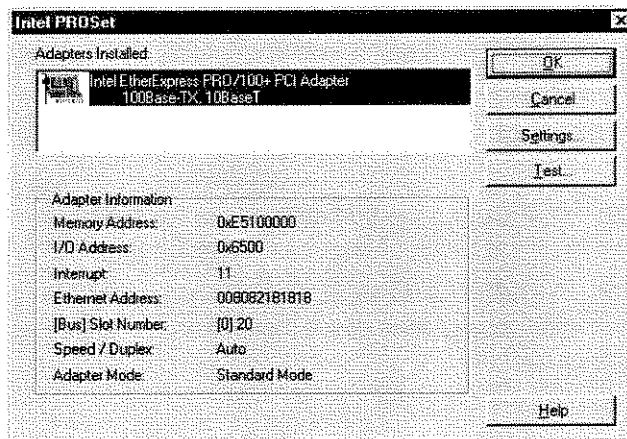 Intel PROSet
Adapters Installed
Intel EtherExpress PRO/100+ PCI Adapter
100Base-TX, 10BaseT
OK
Cancel
Settings...
Test...
Adapter Information
Memory Address: 0xE5100000
I/O Address: 0x6500
Interrupt: 11
Ethernet Address: 008082181818
[Bus] Slot Number: [0] 20
Speed / Duplex: Auto
Adapter Mode: Standard Mode
Help